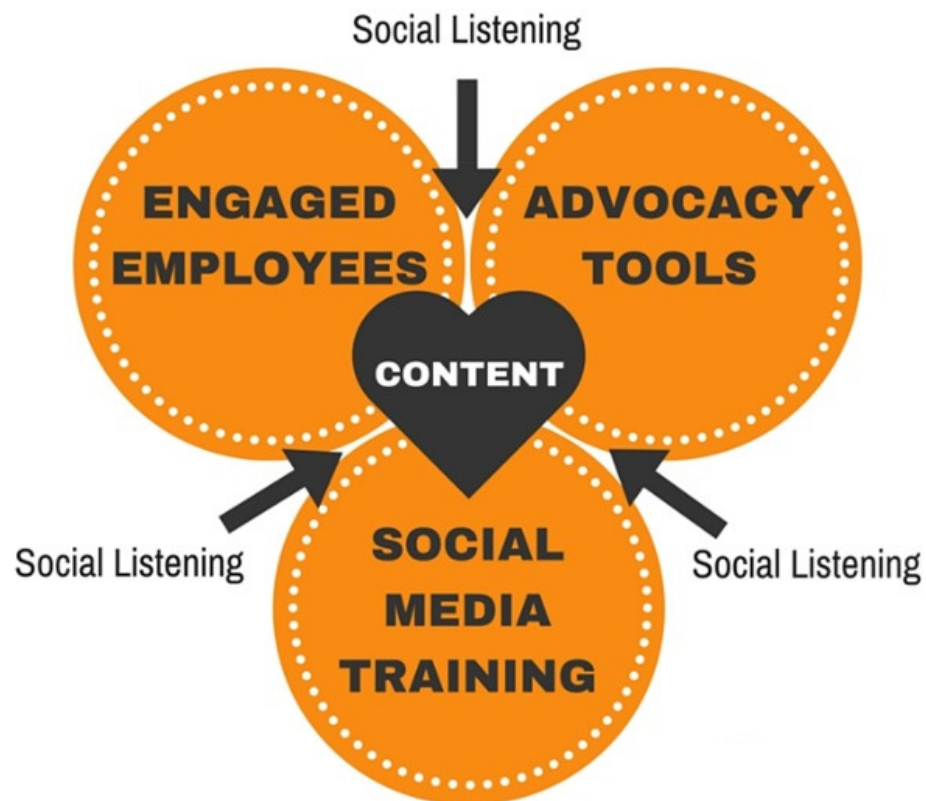 Social Listening
ENGAGED
EMPLOYEES
ADVOCACY
TOOLS
CONTENT
Social Listening
Social Listening
SOCIAL
MEDIA
TRAINING